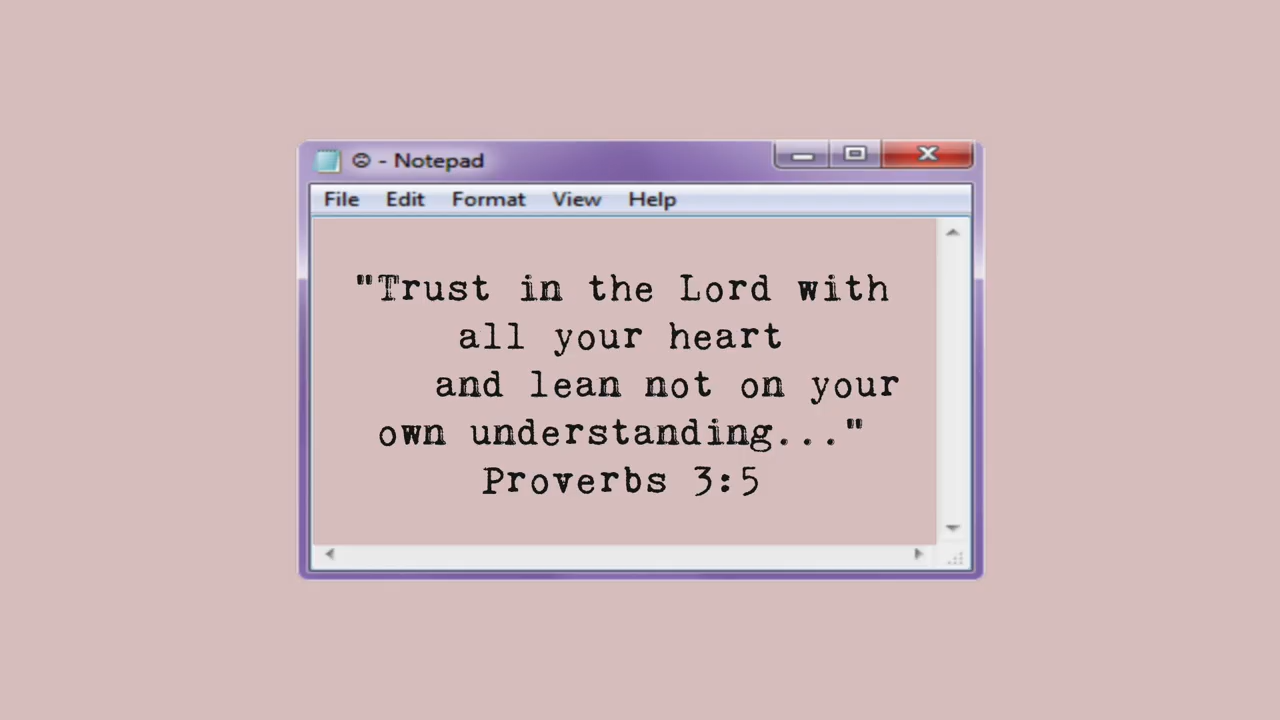 ☹ - Notepad
File Edit Format View Help
"Trust in the Lord with
all your heart
and lean not on your
own understanding..."
Proverbs 3:5